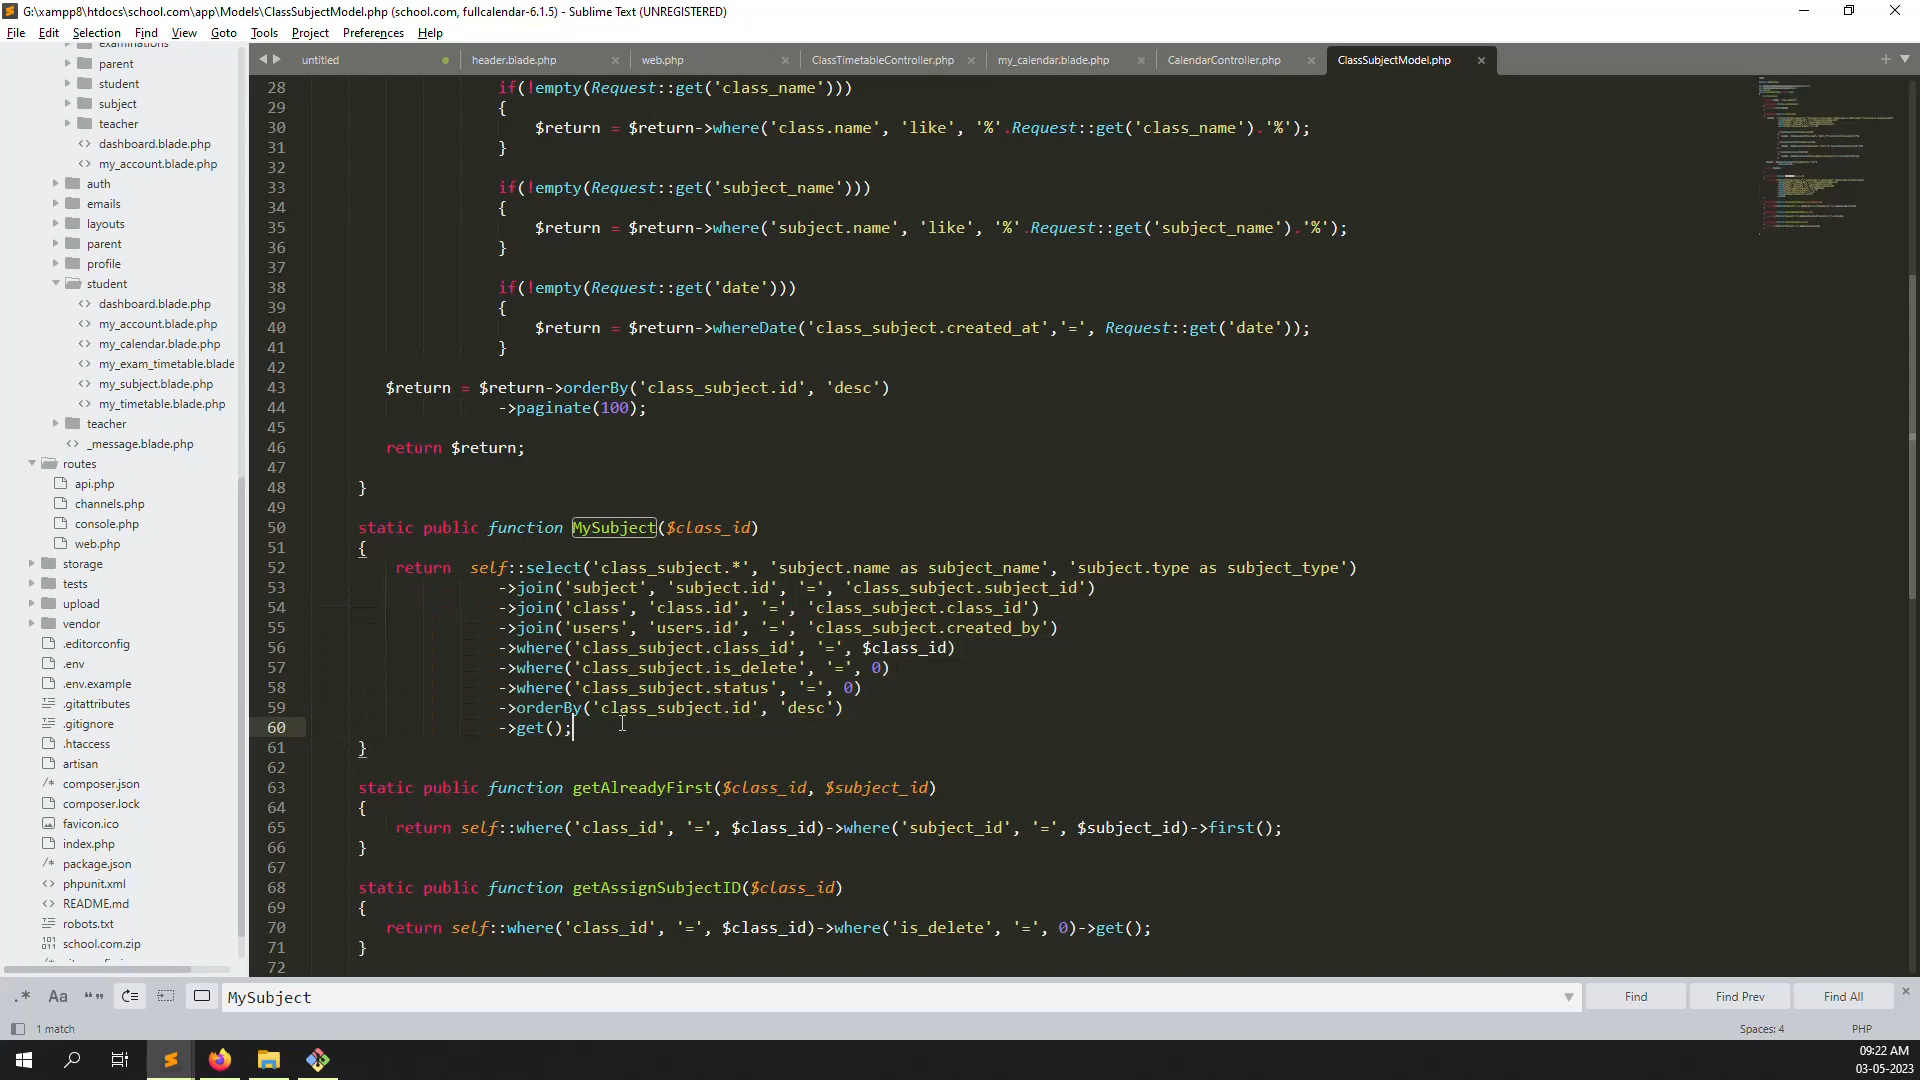 G:\xampp8\htdocs\school.com\app\Models\ClassSubjectModel.php (school.com, fullcalendar-6.1.5) - Sublime Text (UNREGISTERED)
File Edit Selection Find View Goto Tools Project Preferences Help
examinations
parent
student
subject
teacher
dashboard.blade.php
my_account.blade.php
auth
emails
layouts
parent
profile
student
dashboard.blade.php
my_account.blade.php
my_calendar.blade.php
my_exam_timetable.blade
my_subject.blade.php
my_timetable.blade.php
teacher
_message.blade.php
routes
api.php
channels.php
console.php
web.php
storage
tests
upload
vendor
.editorconfig
.env
.env.example
.gitattributes
.gitignore
.htaccess
artisan
composer.json
composer.lock
favicon.ico
index.php
package.json
phpunit.xml
README.md
robots.txt
school.com.zip
untitled header.blade.php web.php ClassTimetableController.php my_calendar.blade.php CalendarController.php ClassSubjectModel.php
28 if(!empty(Request::get('class_name')))
29 {
30 $return = $return->where('class.name', 'like', '%'.Request::get('class_name').'%');
31 }
32
33 if(!empty(Request::get('subject_name')))
34 {
35 $return = $return->where('subject.name', 'like', '%'.Request::get('subject_name').'%');
36 }
37
38 if(!empty(Request::get('date')))
39 {
40 $return = $return->whereDate('class_subject.created_at','=', Request::get('date'));
41 }
42
43 $return = $return->orderBy('class_subject.id', 'desc')
44 ->paginate(100);
45
46 return $return;
47
48 }
49
50 static public function MySubject($class_id)
51 {
52 return self::select('class_subject.*', 'subject.name as subject_name', 'subject.type as subject_type')
53 ->join('subject', 'subject.id', '=', 'class_subject.subject_id')
54 ->join('class', 'class.id', '=', 'class_subject.class_id')
55 ->join('users', 'users.id', '=', 'class_subject.created_by')
56 ->where('class_subject.class_id', '=', $class_id)
57 ->where('class_subject.is_delete', '=', 0)
58 ->where('class_subject.status', '=', 0)
59 ->orderBy('class_subject.id', 'desc')
60 ->get();
61 }
62
63 static public function getAlreadyFirst($class_id, $subject_id)
64 {
65 return self::where('class_id', '=', $class_id)->where('subject_id', '=', $subject_id)->first();
66 }
67
68 static public function getAssignSubjectID($class_id)
69 {
70 return self::where('class_id', '=', $class_id)->where('is_delete', '=', 0)->get();
71 }
72
.* Aa “” MySubject Find Find Prev Find All
1 match Spaces: 4 PHP
09:22 AM
03-05-2023